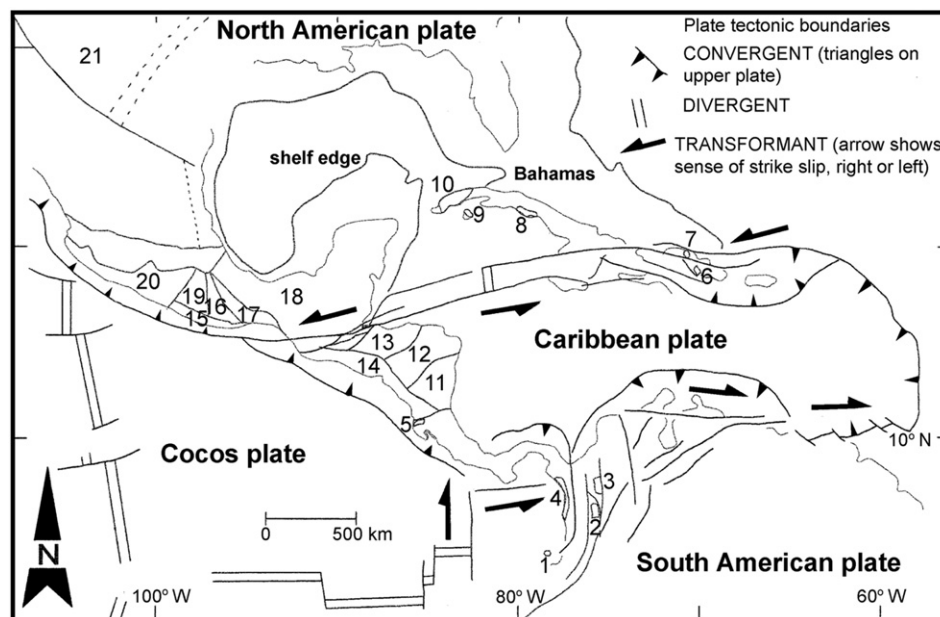 North American plate
Plate tectonic boundaries
CONVERGENT (triangles on
upper plate)
DIVERGENT
TRANSFORMANT (arrow shows
sense of strike slip, right or left)
21
shelf edge
Bahamas
10
9
8
7
6
20
19
16
15
17
18
13
12
14
11
5
Caribbean plate
Cocos plate
10° N
3
4
2
1
0
500 km
N
South American plate
100° W
80° W
60° W